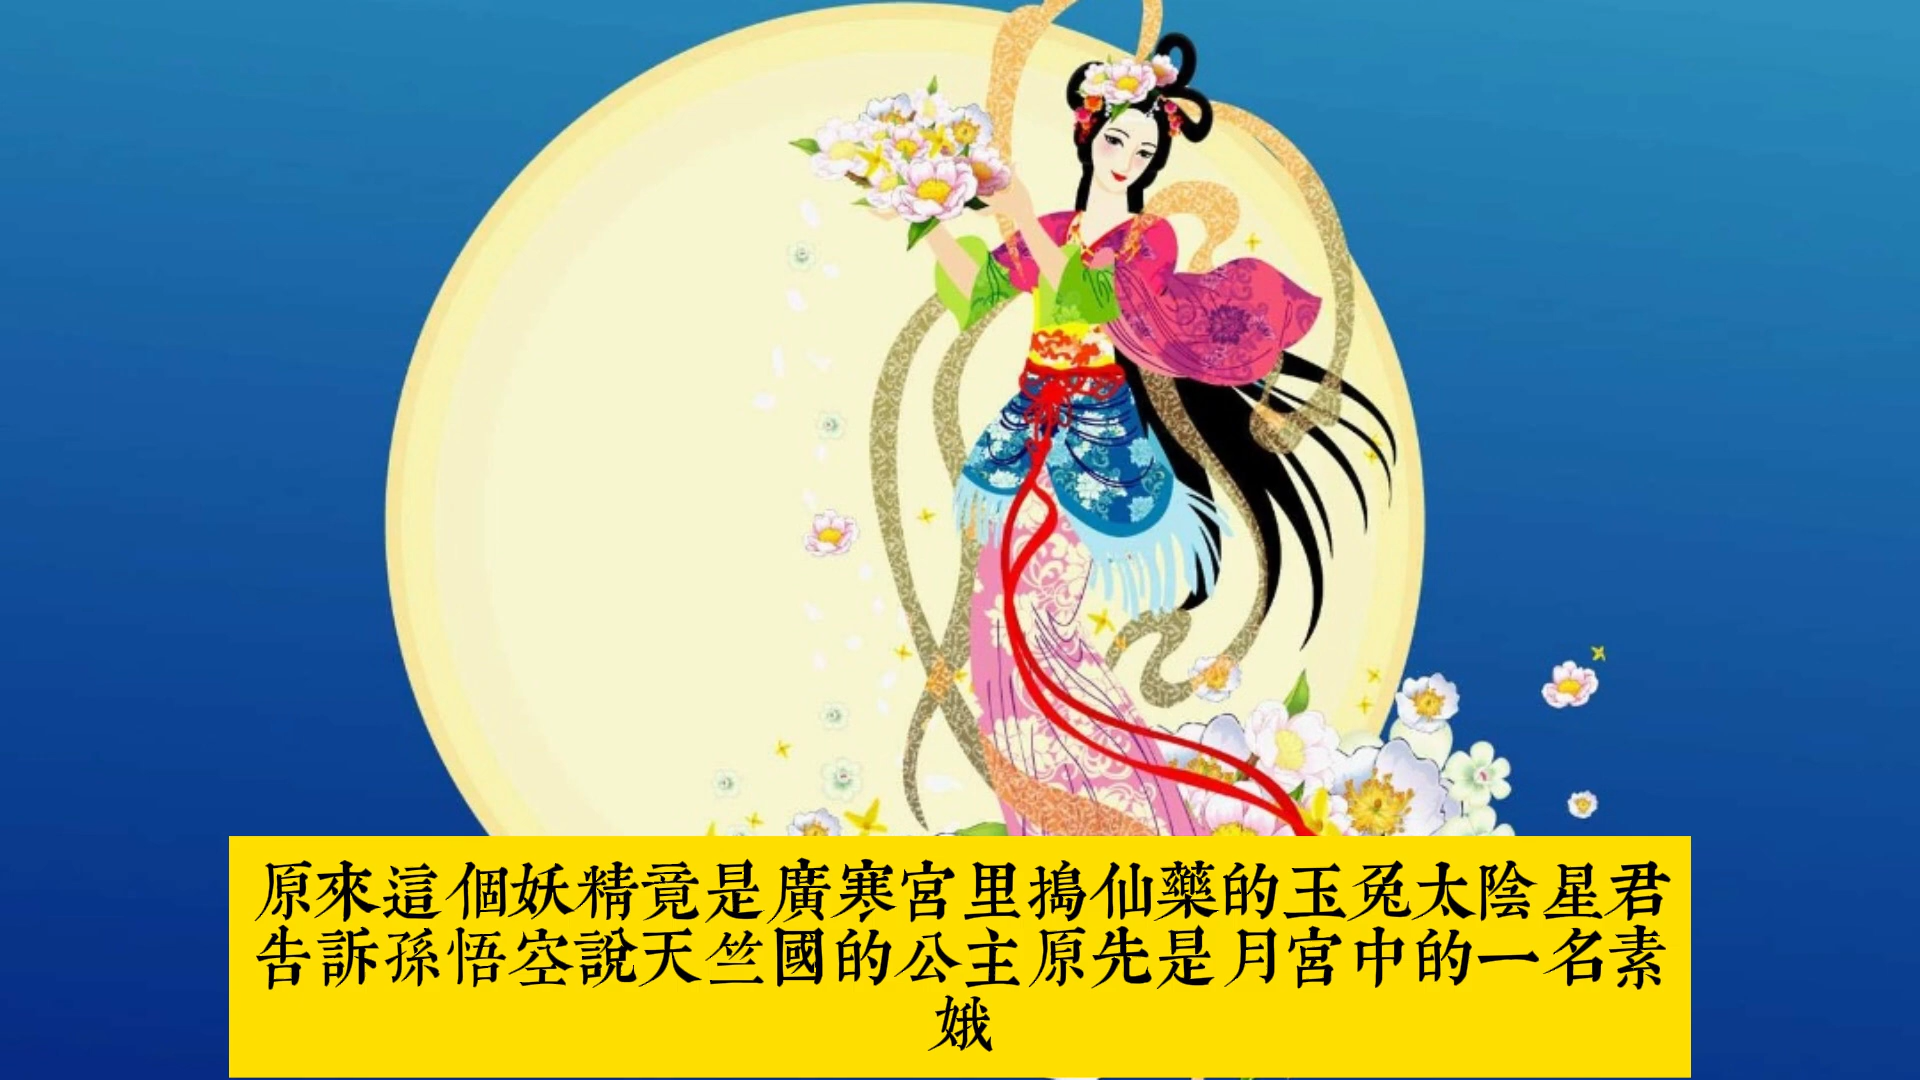 原來這個妖精竟是廣寒宮里搗仙藥的玉兔太陰星君
告訴孫悟空說天竺國的公主原先是月宮中的一名素
娥